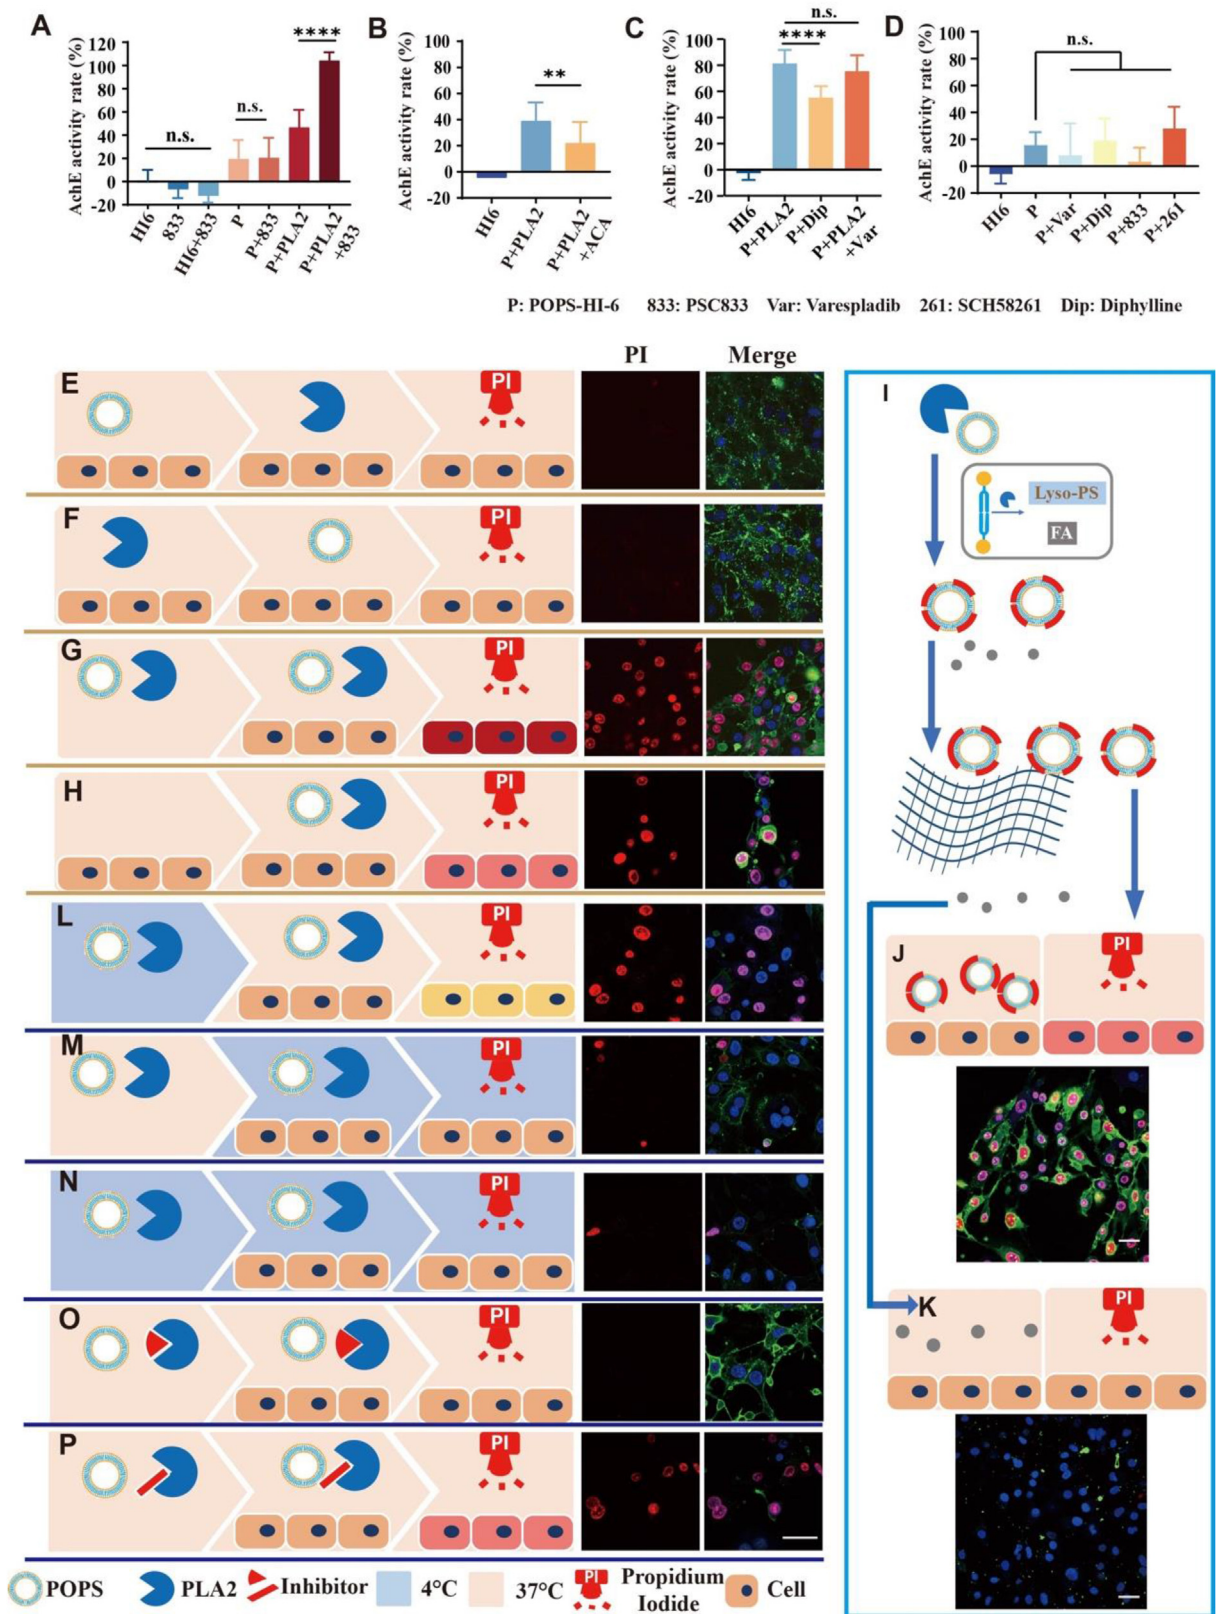 A
AchE activity rate (%)
120
100
80
60
40
20
0
-20
n.s.
n.s.
****
HI6
833
HI6+833
P
P+833
P+PLA2
P+PLA2
+833
B
AchE activity rate (%)
100
80
60
40
20
0
-20
**
HI6
P+PLA2
P+PLA2
+ACA
C
AchE activity rate (%)
100
80
60
40
20
0
-20
n.s.
****
HI6
P+PLA2
P+Dip
P+PLA2
+Var
D
AchE activity rate (%)
100
80
60
40
20
0
-20
n.s.
HI6
P
P+Var
P+Dip
P+833
P+261
P: POPS-HI-6 833: PSC833 Var: Varespladib 261: SCH58261 Dip: Diphylline
PI Merge
E
PI
F
PI
G
PI
H
PI
L
PI
M
PI
N
PI
O
PI
P
PI
I
Lyso-PS
FA
J
PI
K
PI
POPS PLA2 Inhibitor 4°C 37°C PI Propidium
Iodide Cell